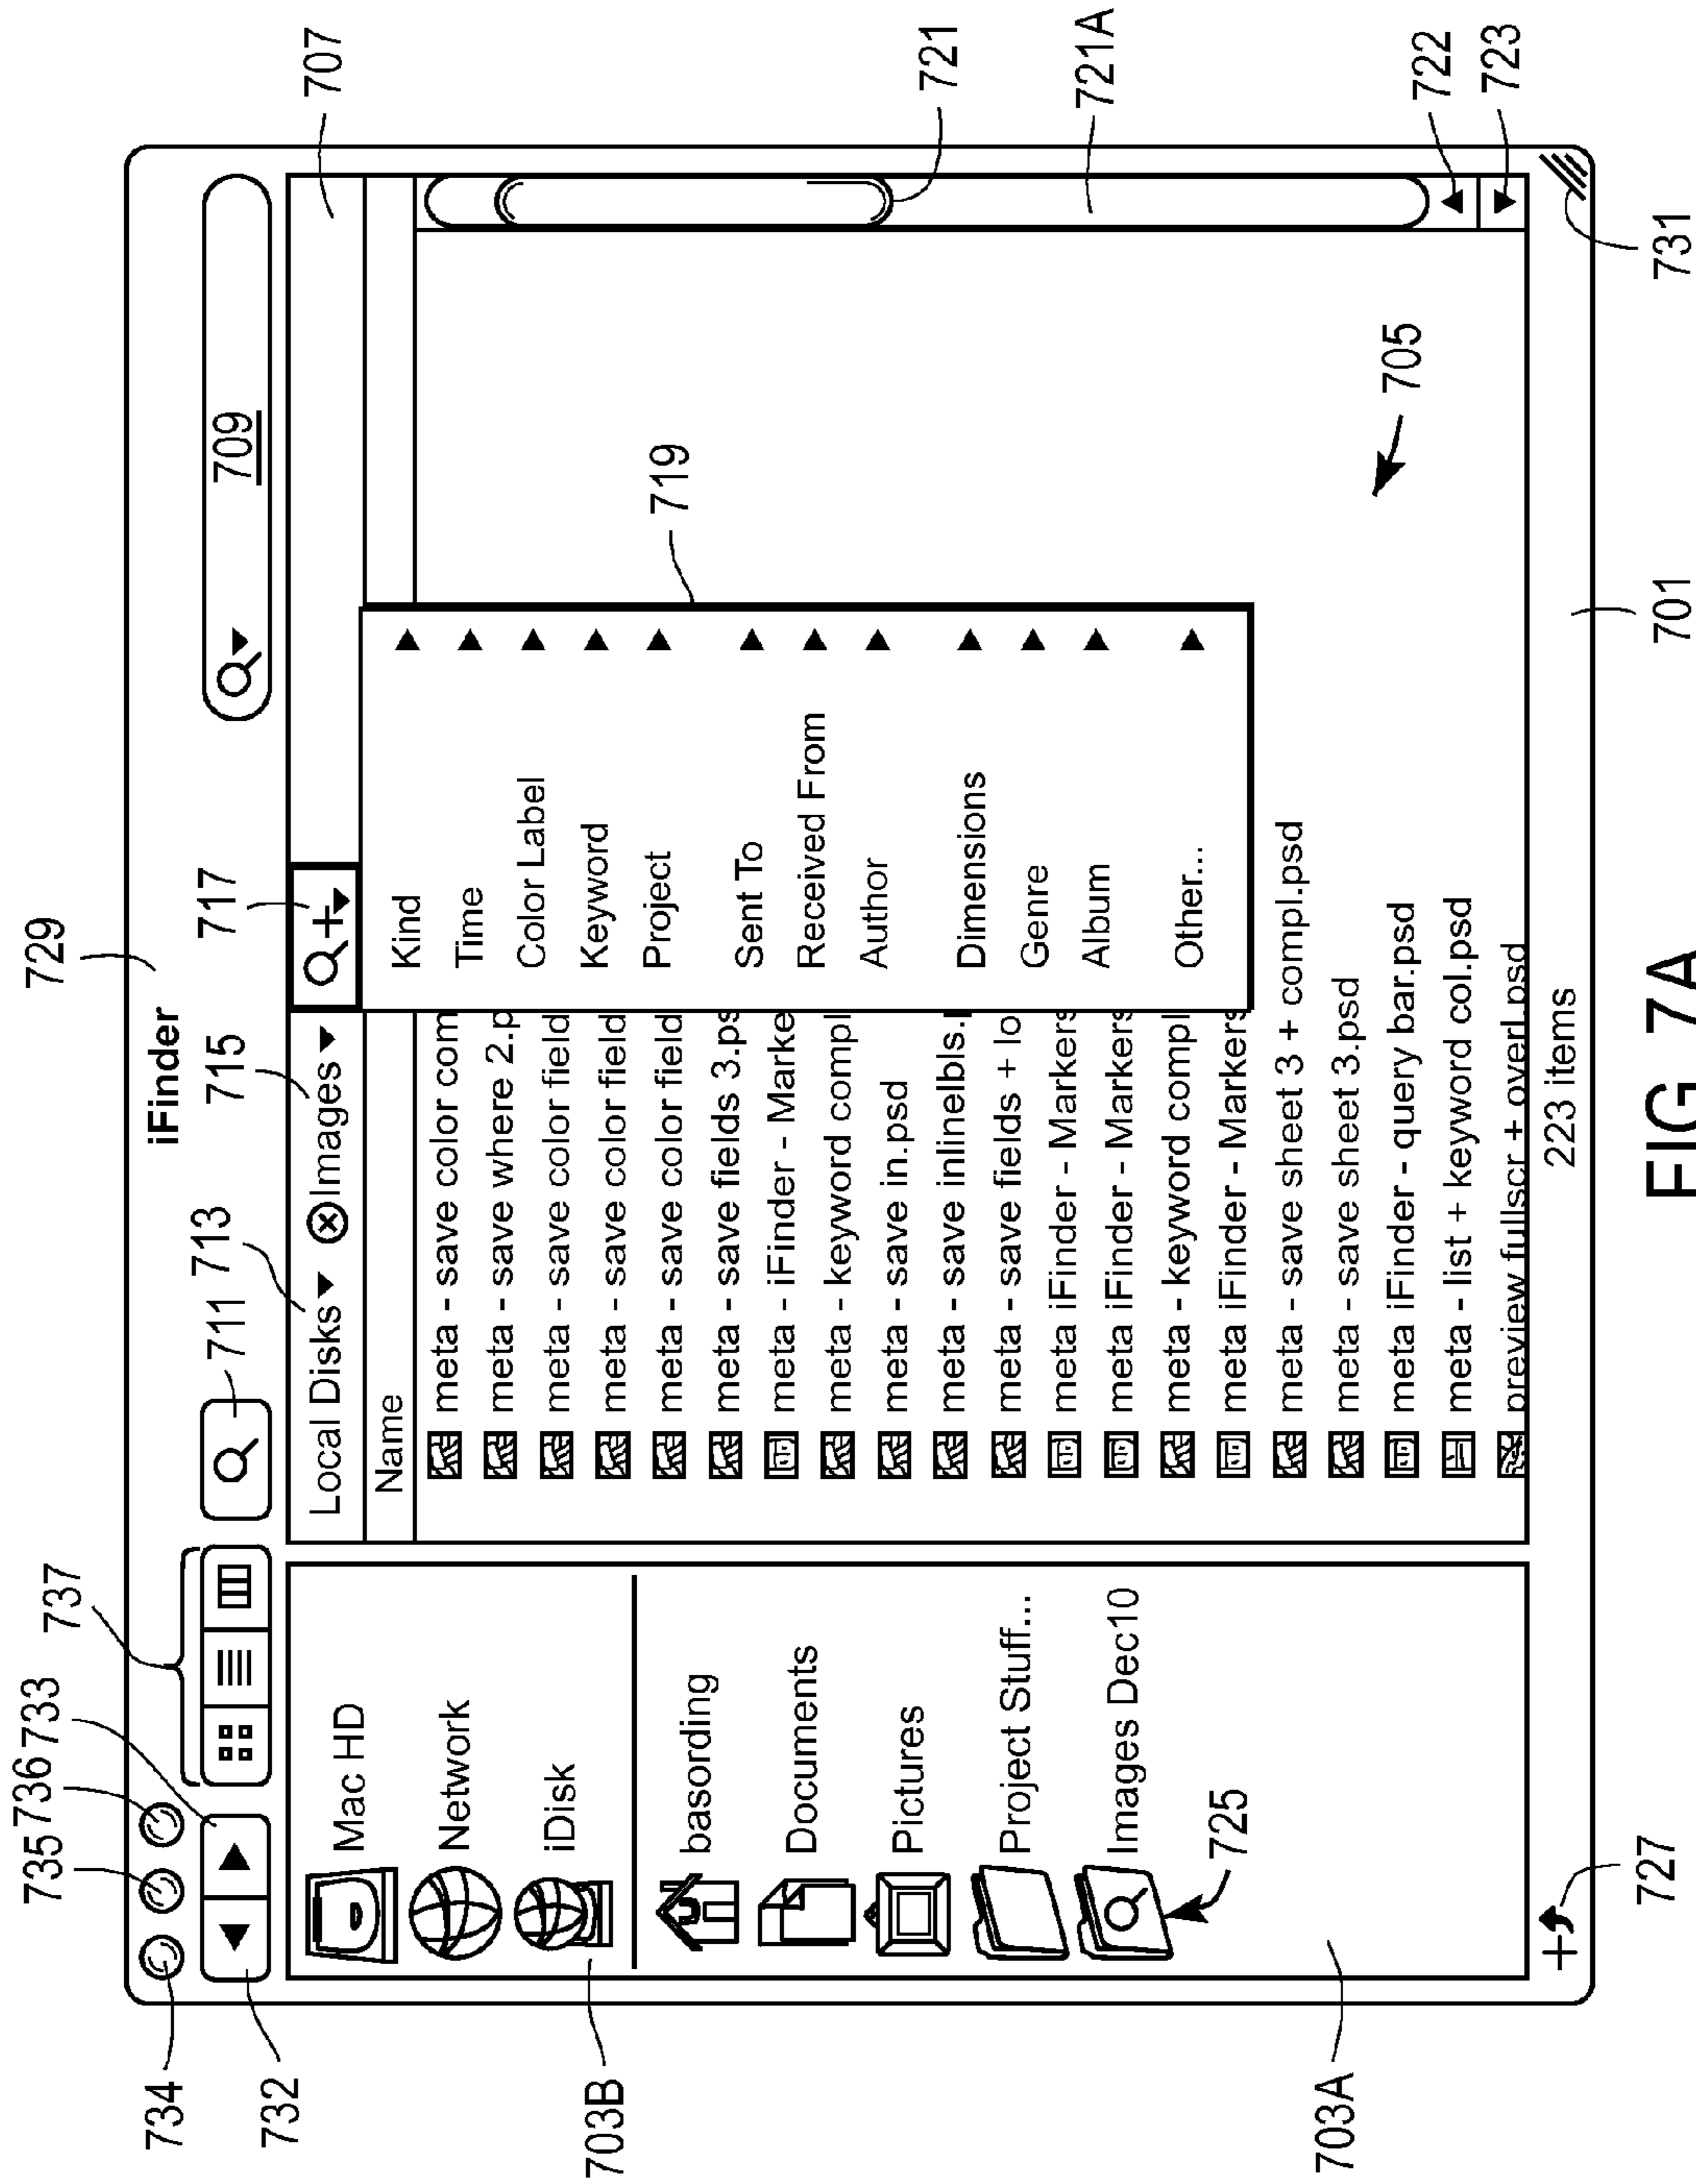 729
735 736 733
737
711 713
715
717
707
734
iFinder
732
709
Local Disks Images
Mac HD
Name
Network
iDisk
703B
basording
Documents
Pictures
Project Stuff...
Images Dec10
725
703A
Kind
Time
Color Label
Keyword
Project
Sent To
Received From
Author
Dimensions
Genre
Album
Other...
719
meta - save color com
meta - save where 2.p
meta - save color field
meta - save color field
meta - save color field
meta - save fields 3.ps
meta - iFinder - Marke
meta - keyword compl
meta - save in.psd
meta - save inlinelbls.
meta - save fields + lo
meta iFinder - Markers
meta iFinder - Markers
meta - keyword compl
meta iFinder - Markers
meta - save sheet 3 + compl.psd
meta - save sheet 3.psd
meta iFinder - query bar.psd
meta - list + keyword col.psd
preview fullscr + overl.psd
721
721A
705
722
723
223 items
727
701
731
FIG. 7A